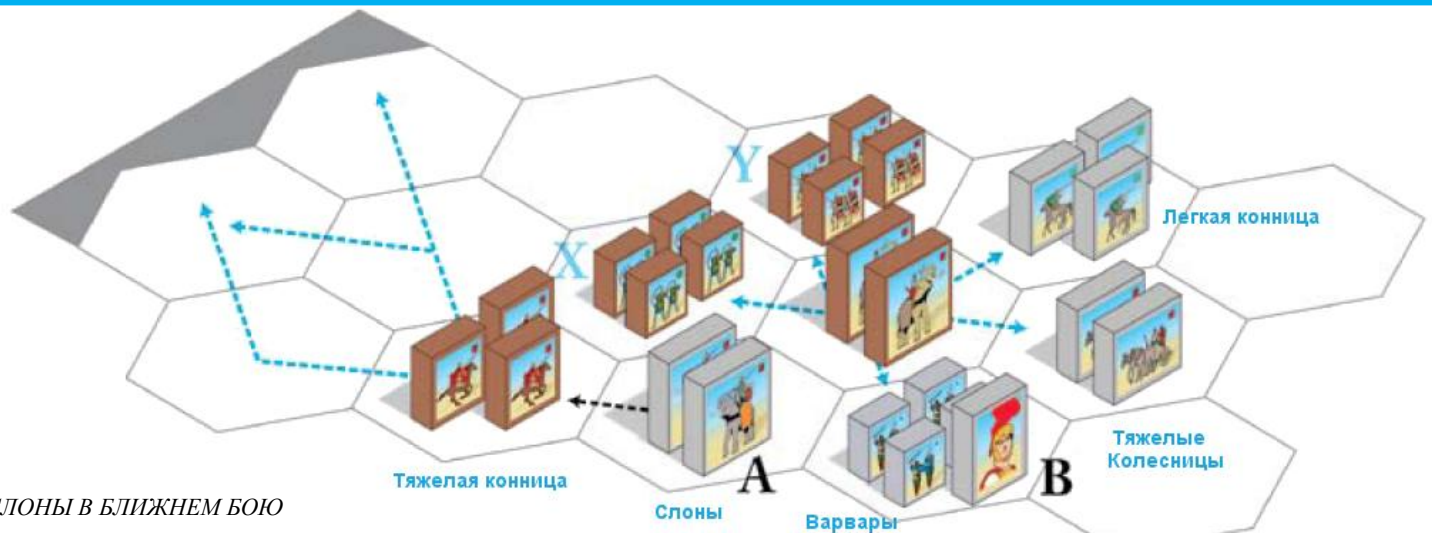 Y
Легкая конница
X
Тяжелая конница
A
B
Тяжелые
Колесницы
Слоны
Варвары
ЛОНЫ В БЛИЖНЕМ БОЮ